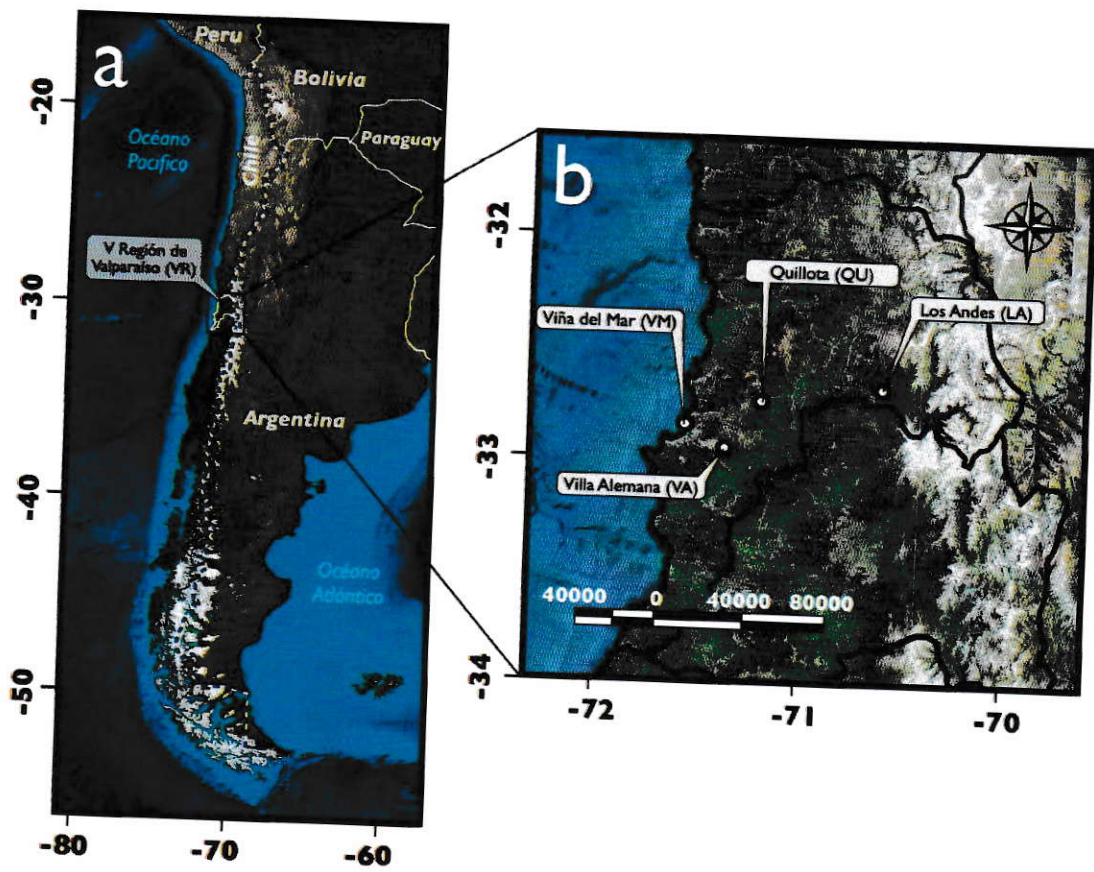 a
Peru
Bolivia
Paraguay
Chile
Océano
Pacífico
V Región de
Valparaíso (VR)
Argentina
Océano
Atlántico
-20
-30
-40
-50
-80
-70
-60
b
N
Quillota (QU)
Los Andes (LA)
Viña del Mar (VM)
Villa Alemana (VA)
40000 0 40000 80000
-32
-33
-34
-72
-71
-70